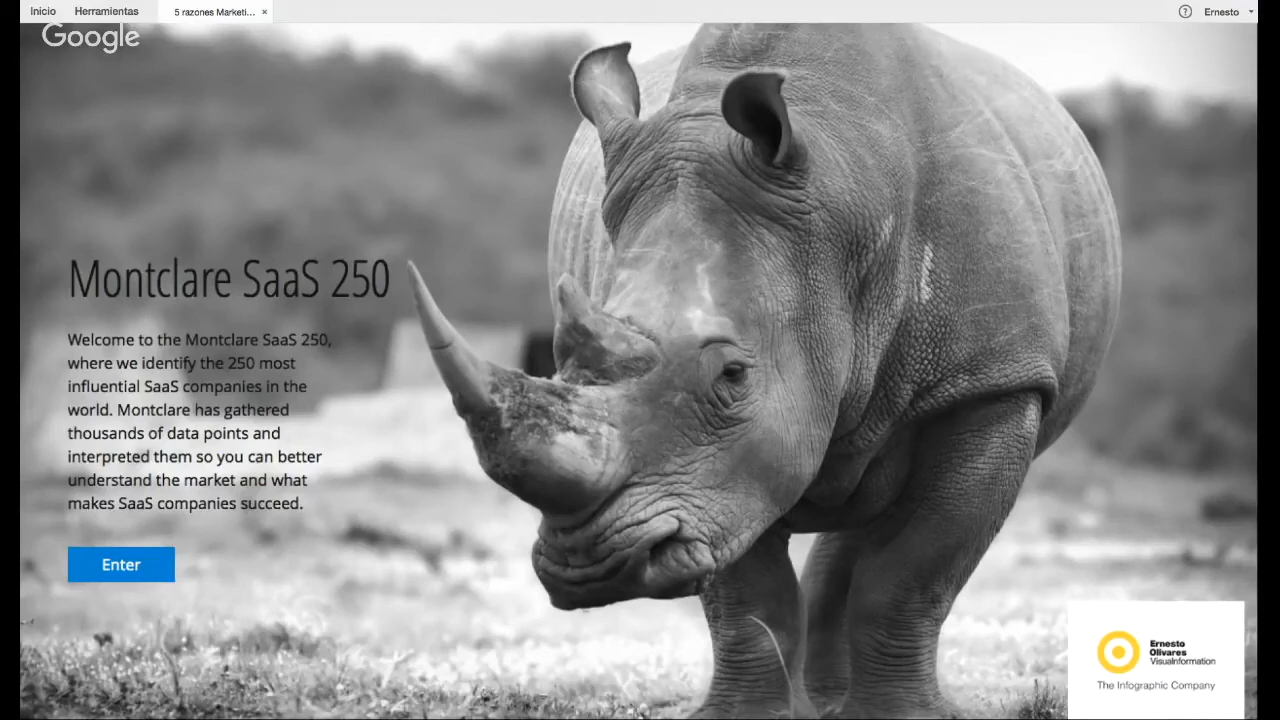 Inicio Herramientas 5 razones Marketi... × ? Ernesto
Google
Montclare SaaS 250
Welcome to the Montclare SaaS 250,
where we identify the 250 most
influential SaaS companies in the
world. Montclare has gathered
thousands of data points and
interpreted them so you can better
understand the market and what
makes SaaS companies succeed.
Enter
Ernesto
Olivares
VisualInformation
The Infographic Company